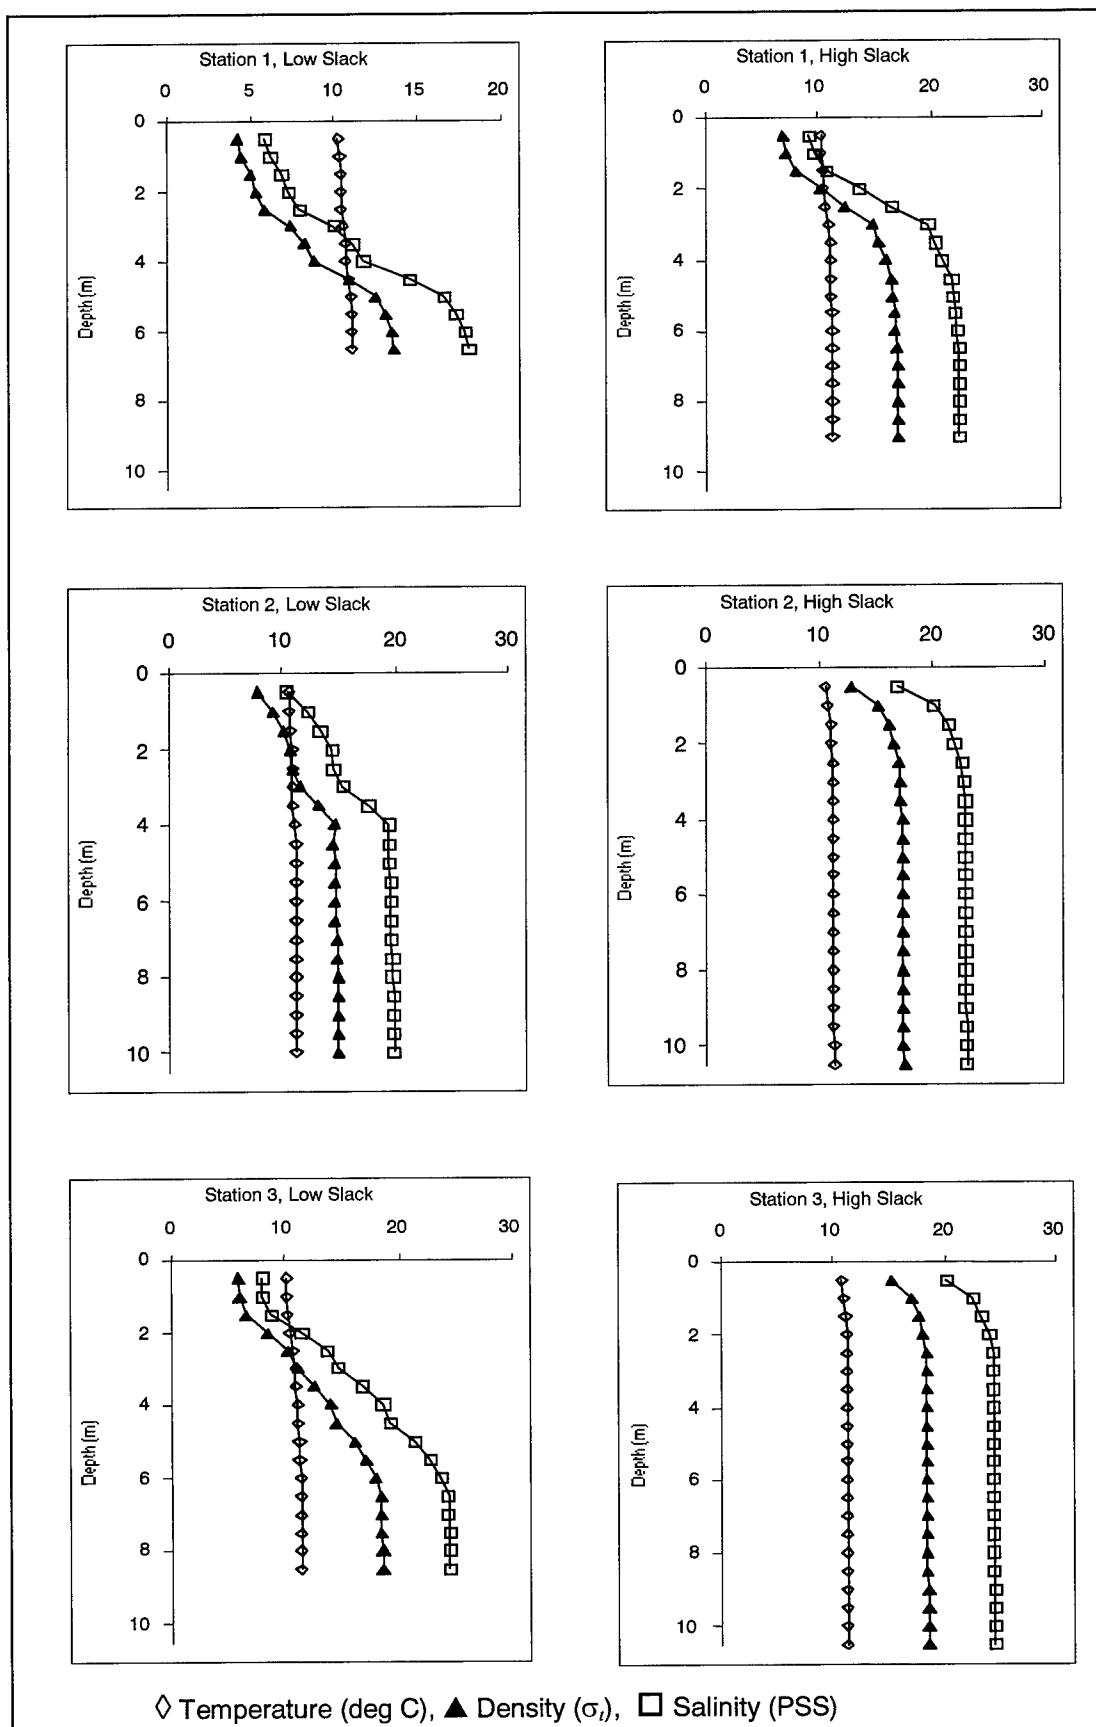 Station 1, Low Slack
0 5 10 15 20
0
2
4
6
8
10
Depth (m)
Station 1, High Slack
0 10 20 30
0
2
4
6
8
10
Depth (m)
Station 2, Low Slack
0 10 20 30
0
2
4
6
8
10
Depth (m)
Station 2, High Slack
0 10 20 30
0
2
4
6
8
10
Depth (m)
Station 3, Low Slack
0 10 20 30
0
2
4
6
8
10
Depth (m)
Station 3, High Slack
0 10 20 30
0
2
4
6
8
10
Depth (m)
◊ Temperature (deg C), ▲ Density (σt), □ Salinity (PSS)